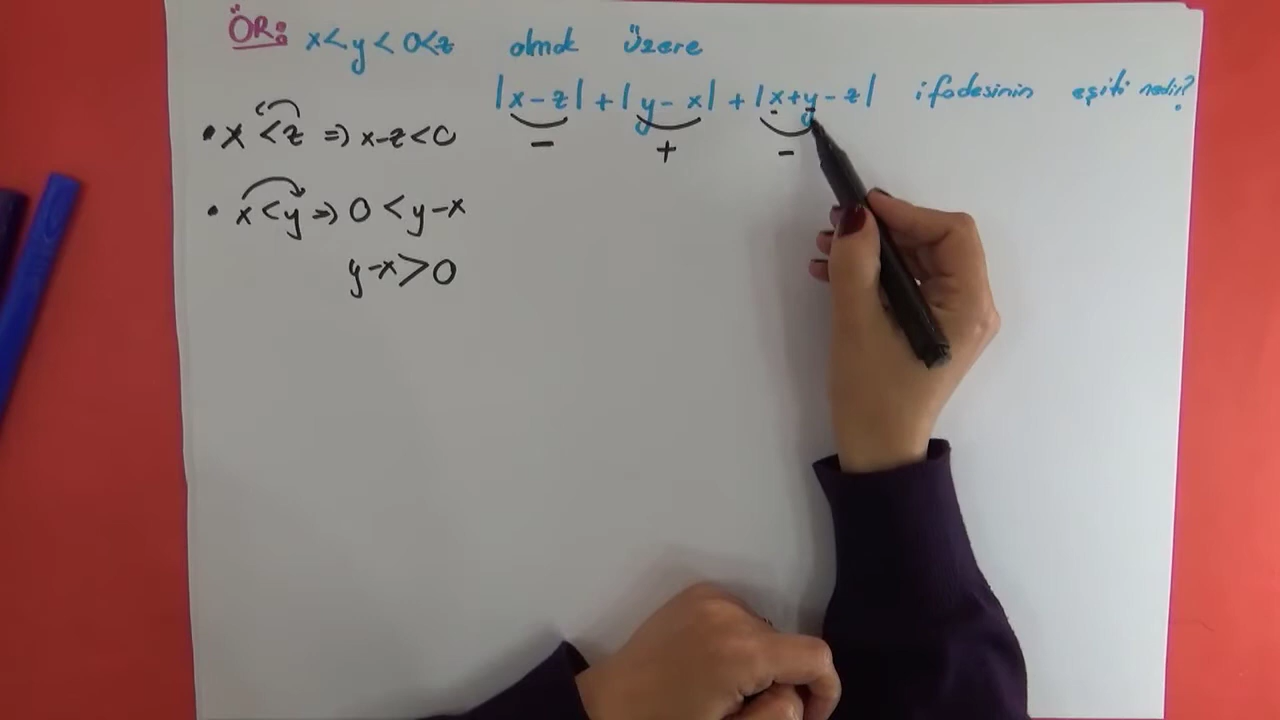 ÖR: x < y < 0 < z olmak üzere
|x - z| + |y - x| + |x + y - z| ifadesinin eşiti nedir?
- + -
• x < z ⇒ x - z < 0
• x < y ⇒ 0 < y - x
y - x > 0